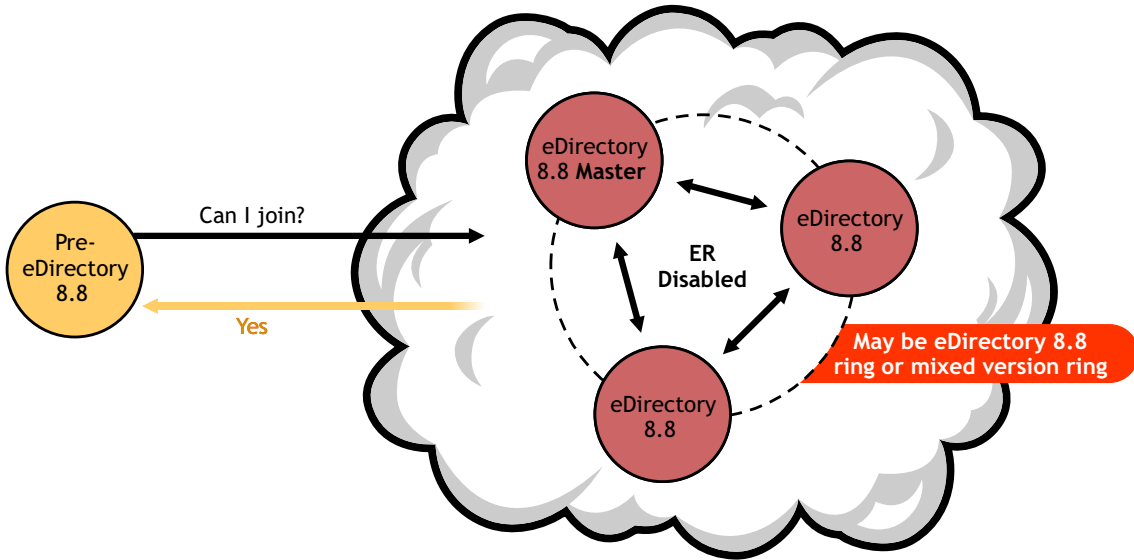 eDirectory
8.8 Master
Can I join?
eDirectory
8.8
Pre-
eDirectory
8.8
ER
Disabled
Yes
May be eDirectory 8.8
ring or mixed version ring
eDirectory
8.8